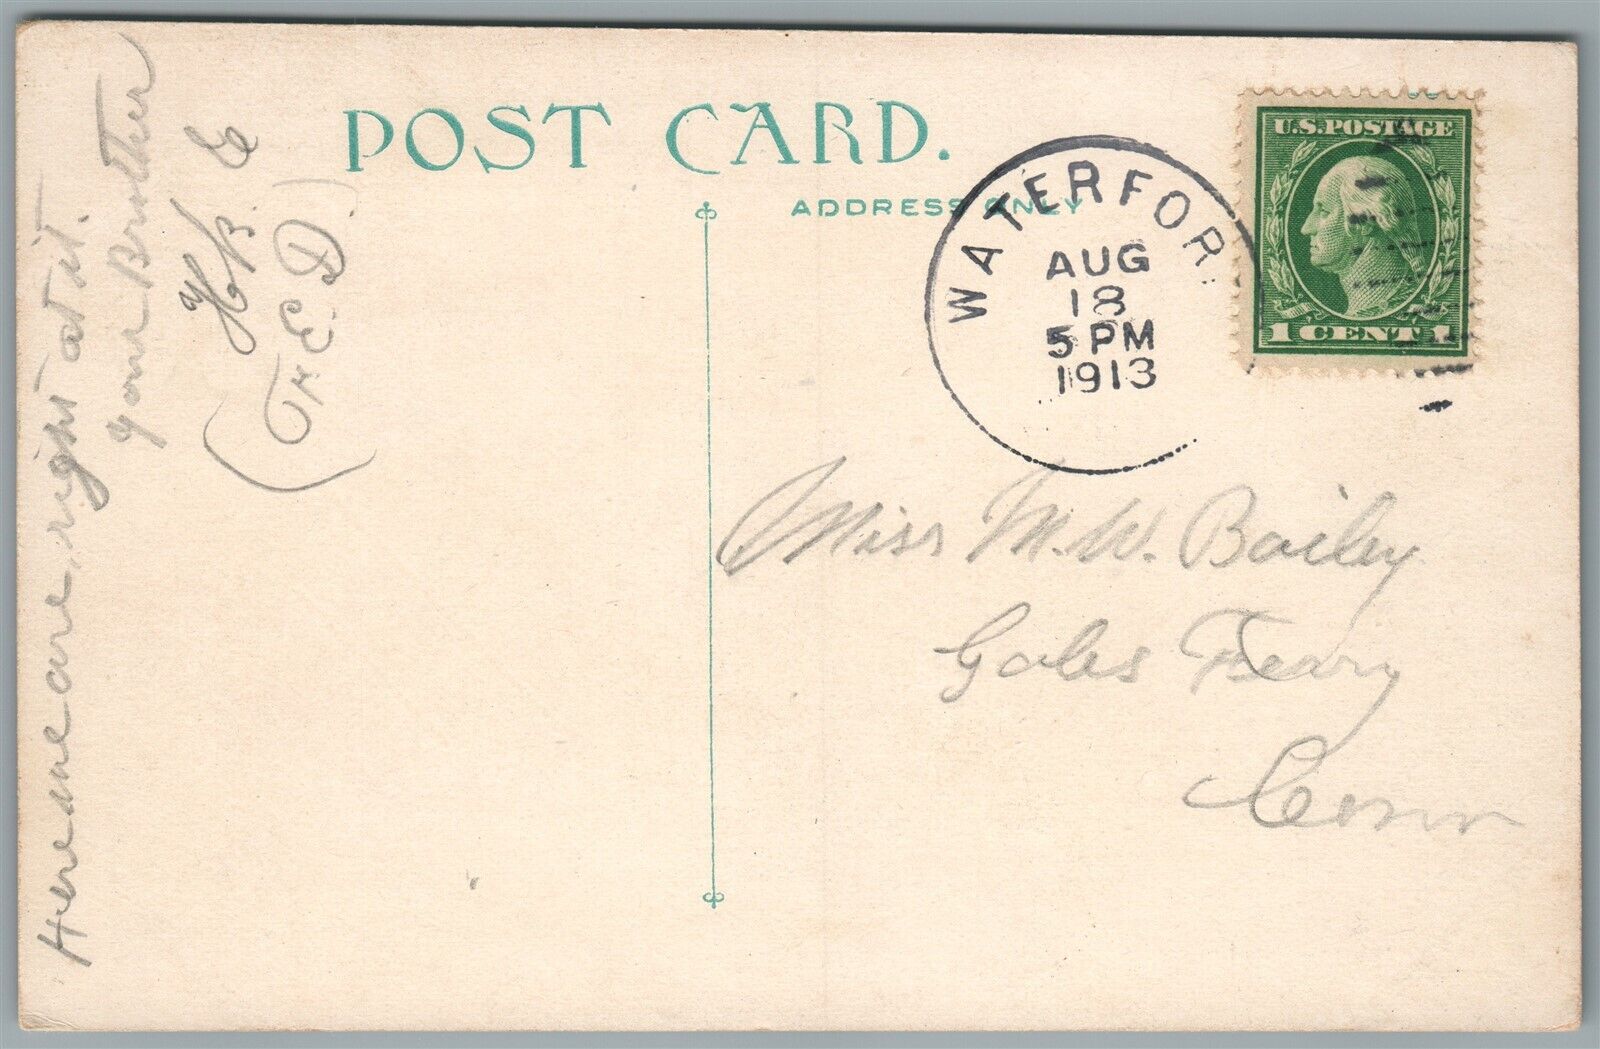 POST CARD.
ADDRESS ONLY
WATERFOR
AUG
18
5 PM
1913
U.S. POSTAGE
1 CENT 1
Miss M. W. Bailey
Gales Ferry
Conn
Here we are, right at it.
your Brother
H. B. E
(F. E. D.)